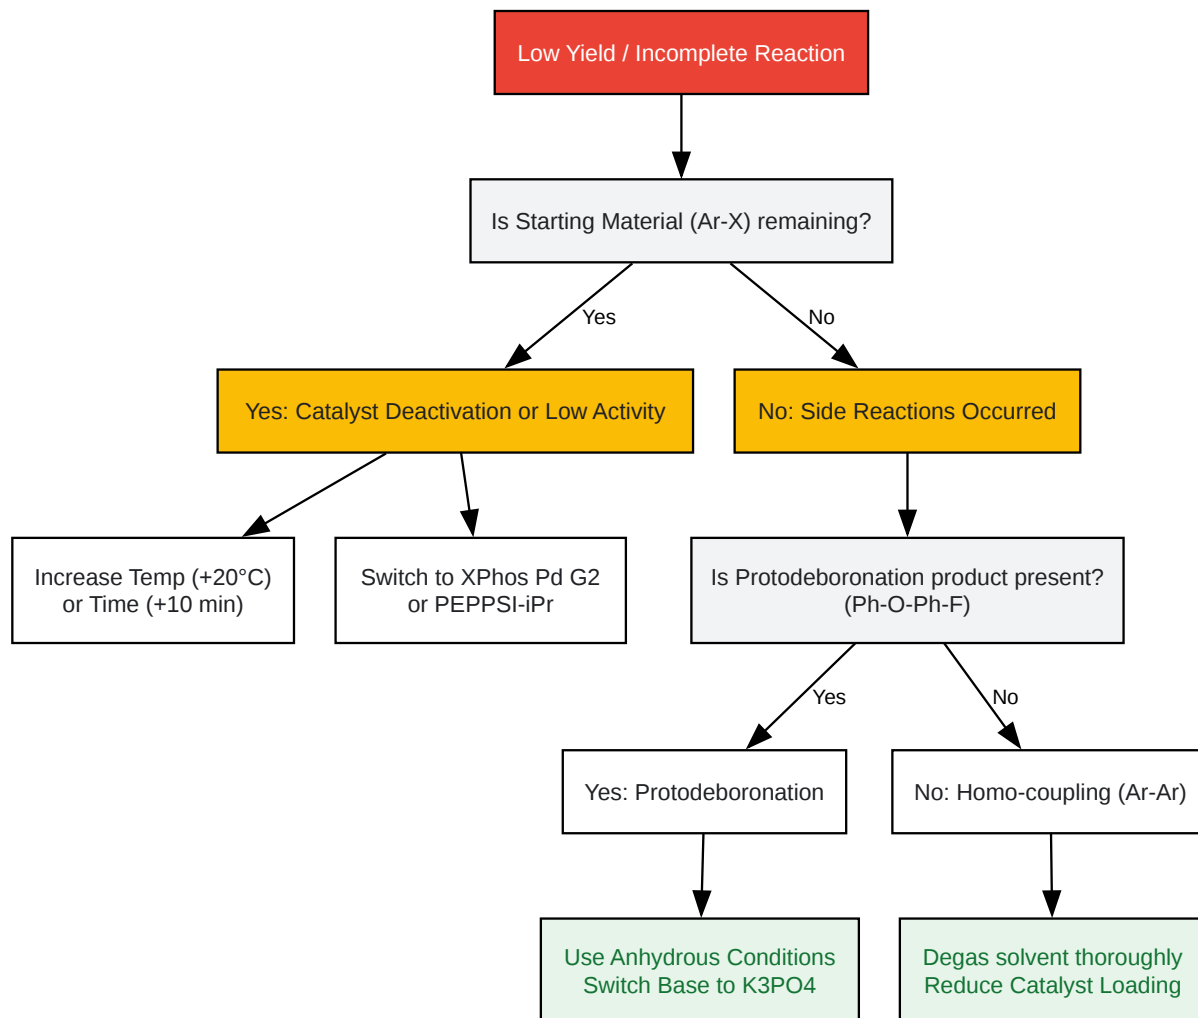 Low Yield / Incomplete Reaction
Is Starting Material (Ar-X) remaining?
Yes
No
Yes: Catalyst Deactivation or Low Activity
No: Side Reactions Occurred
Increase Temp (+20°C)
or Time (+10 min)
Switch to XPhos Pd G2
or PEPPSI-iPr
Is Protodeboronation product present?
(Ph-O-Ph-F)
Yes
No
Yes: Protodeboronation
No: Homo-coupling (Ar-Ar)
Use Anhydrous Conditions
Switch Base to K3PO4
Degas solvent thoroughly
Reduce Catalyst Loading